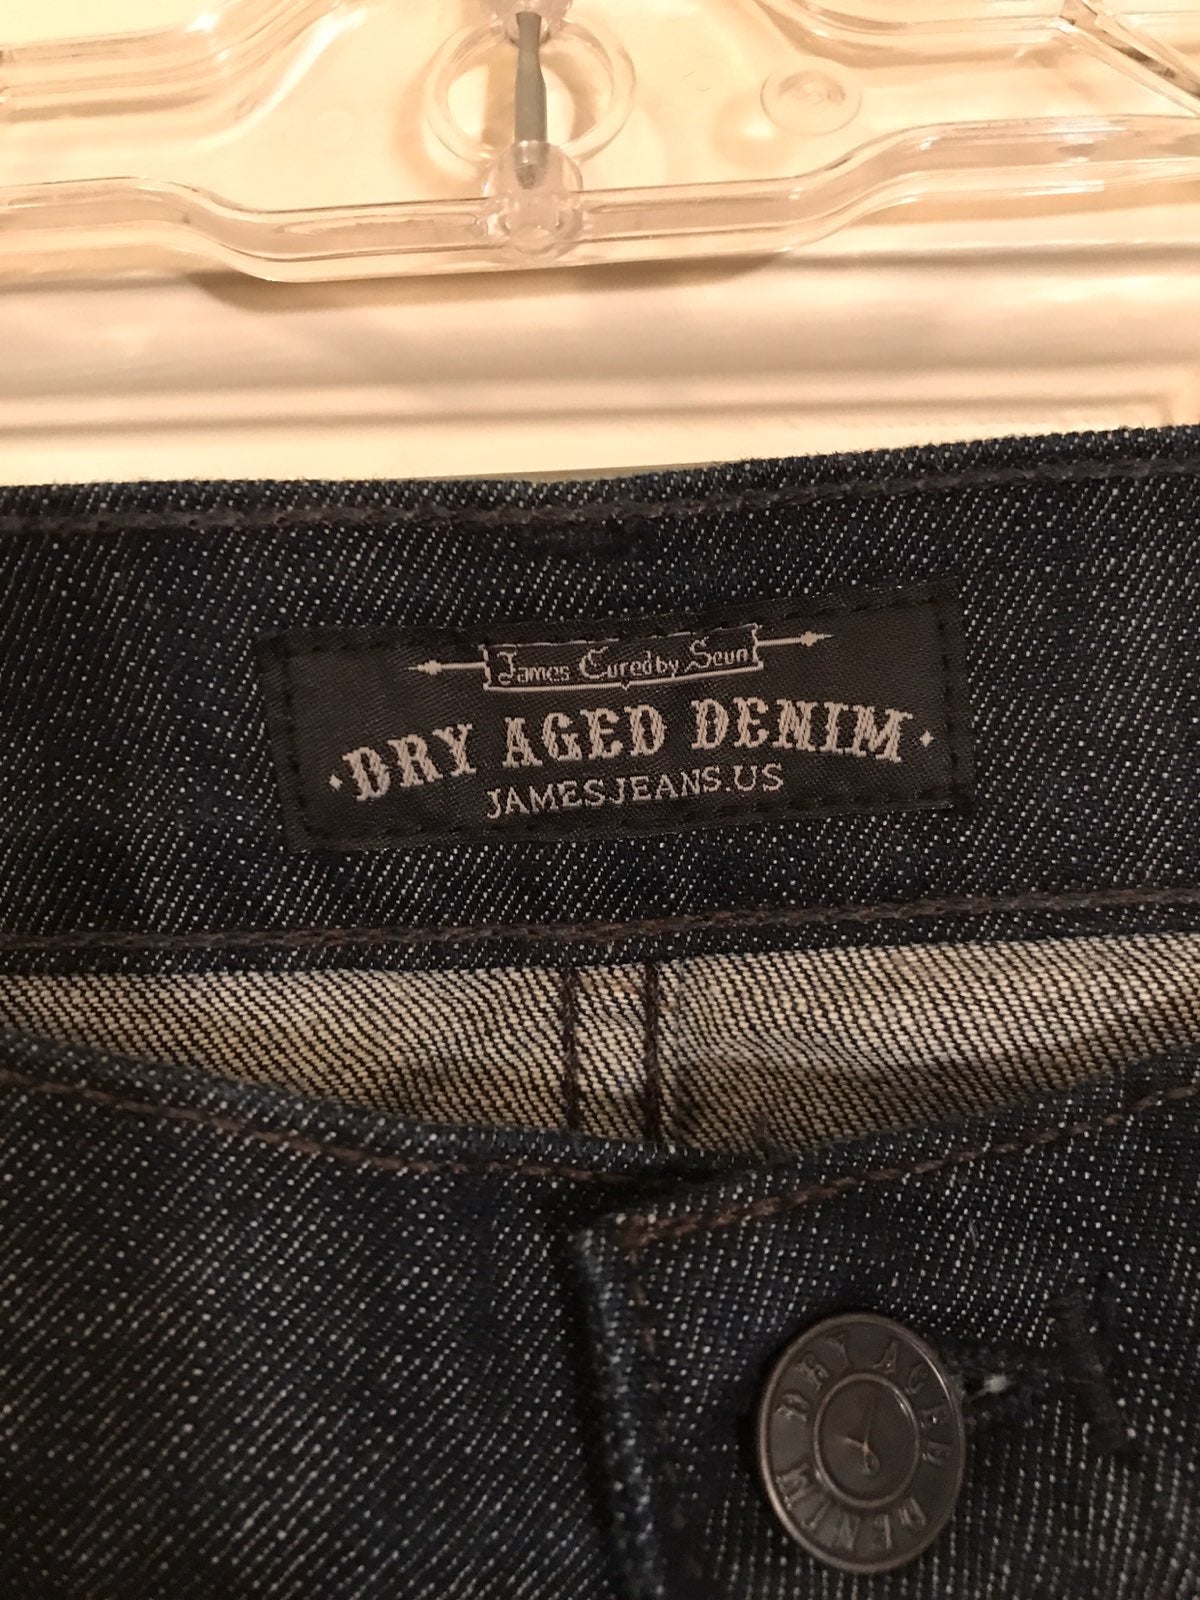 James Cured by Seun
DRY AGED DENIM
JAMESJEANS.US
DRY AGED DENIM